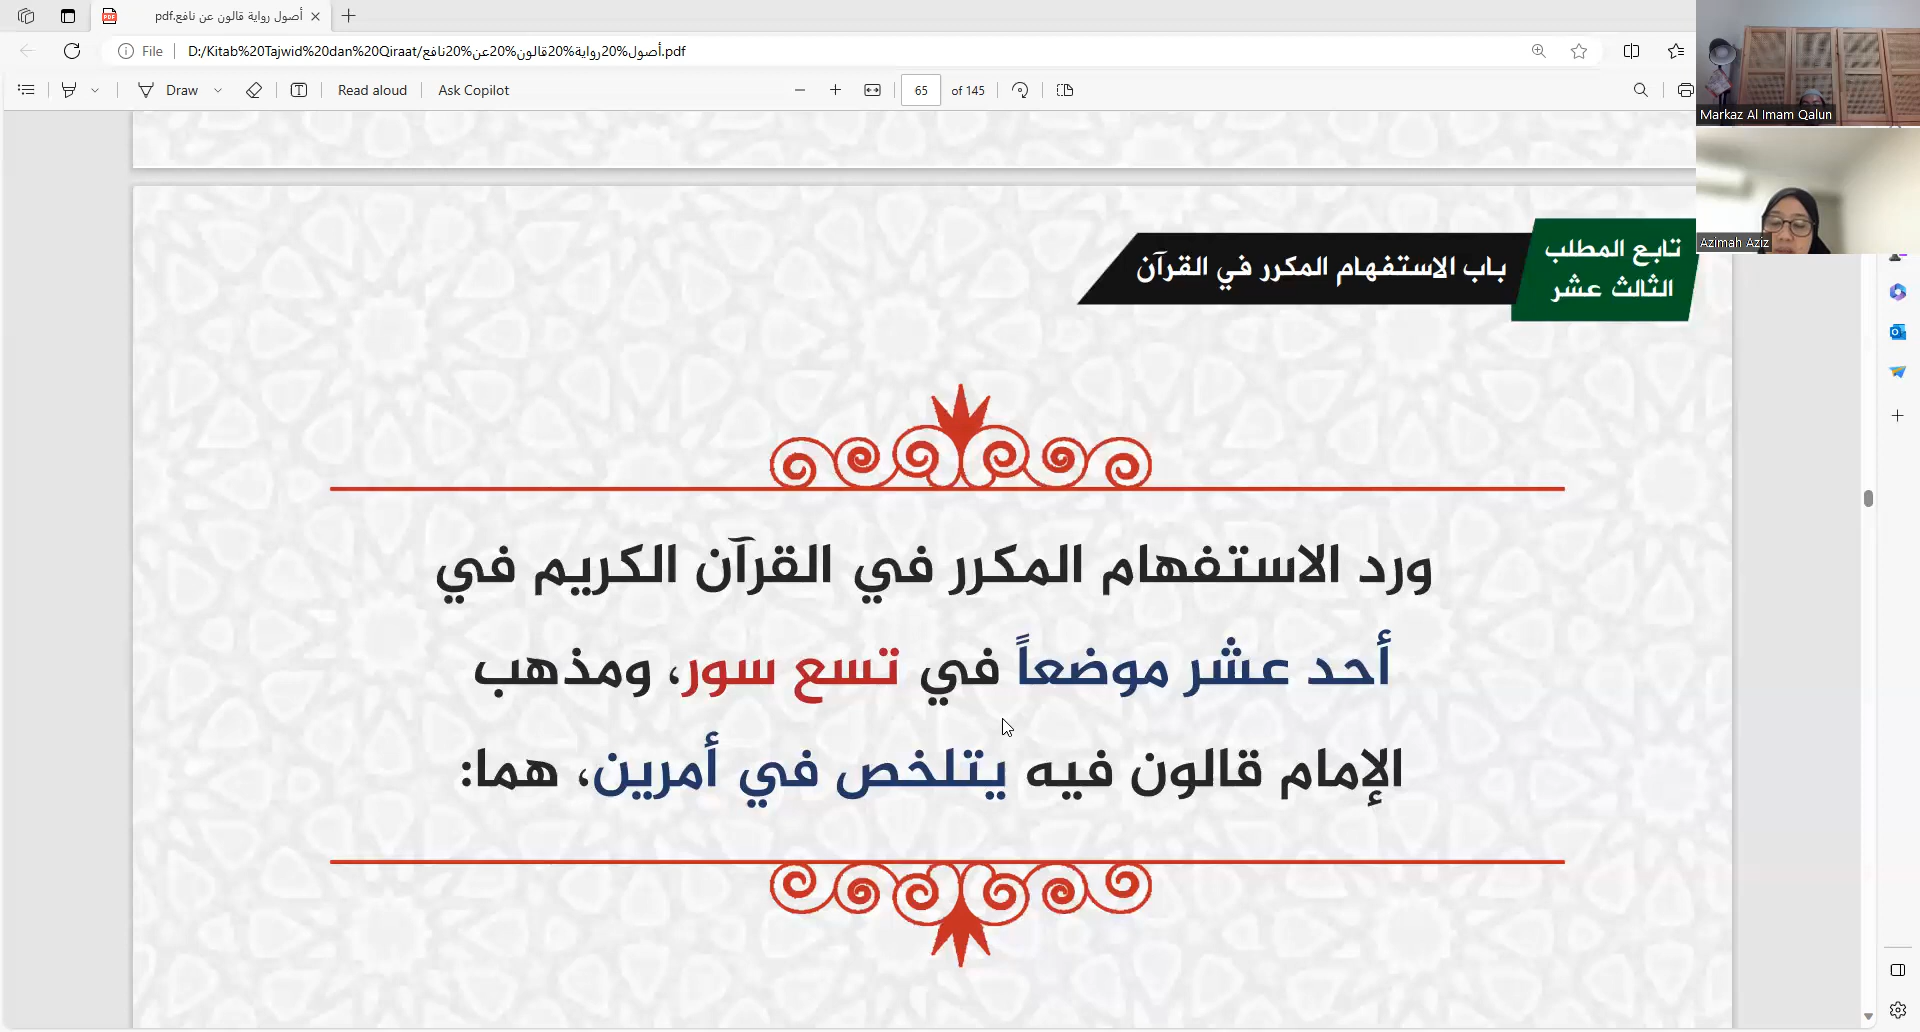 أصول رواية قالون عن نافع.pdf
File
D:/Kitab%20Tajwid%20dan%20Qiraat/أصول%20رواية%20قالون%20عن%20نافع.pdf
Draw
Read aloud
Ask Copilot
65
of 145
Markaz Al Imam Qalun
Azimah Aziz
تابع المطلب
الثالث عشر
باب الاستفهام المكرر في القرآن
ورد الاستفهام المكرر في القرآن الكريم في
أحد عشر موضعاً في تسع سور، ومذهب
الإمام قالون فيه يتلخص في أمرين، هما: